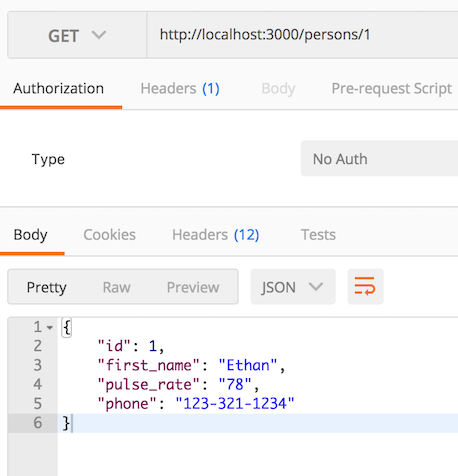 GET http://localhost:3000/persons/1
Authorization Headers (1) Body Pre-request Script
Type No Auth
Body Cookies Headers (12) Tests
Pretty Raw Preview JSON
1 {
2 "id": 1,
3 "first_name": "Ethan",
4 "pulse_rate": "78",
5 "phone": "123-321-1234"
6 }